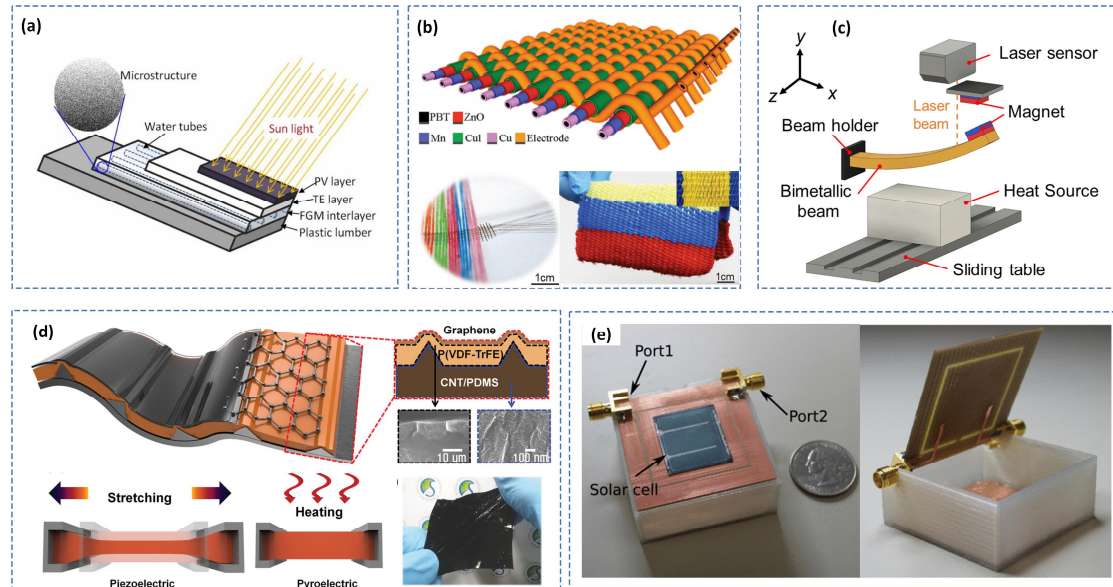 (a)
Microstructure
Water tubes
Sun light
PV layer
TE layer
FGM interlayer
Plastic lumber
(b)
PBT ZnO
Mn CuI Cu Electrode
1cm
1cm
(c)
y
z
x
Laser sensor
Laser
beam
Magnet
Beam holder
Bimetallic
beam
Heat Source
Sliding table
(d)
Graphene
P(VDF-TrFE)
CNT/PDMS
10 um
100 nm
Stretching
Heating
Piezoelectric
Pyroelectric
(e)
Port1
Port2
Solar cell